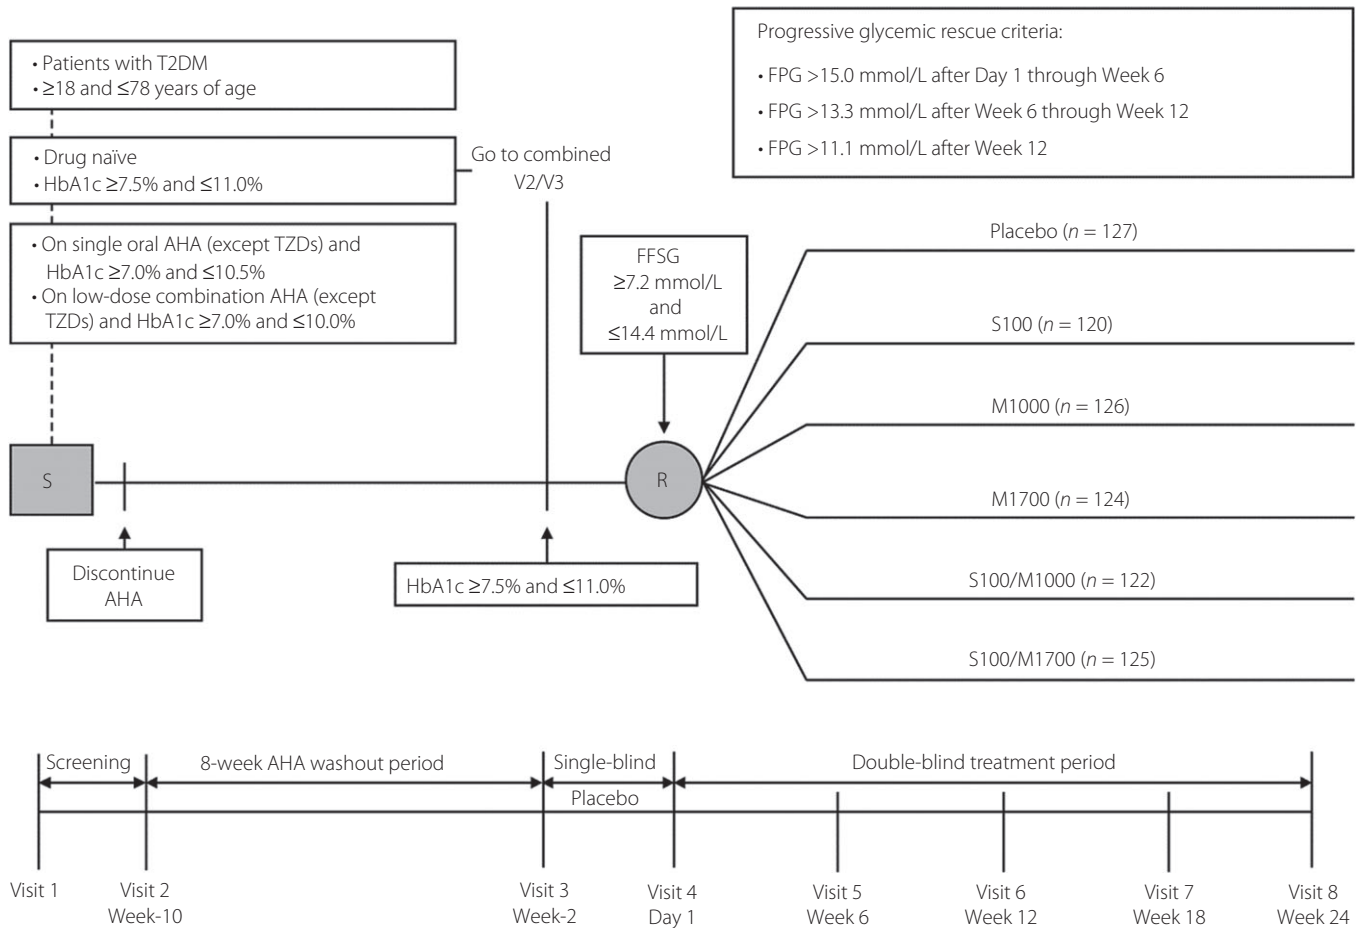 • Patients with T2DM
• ≥18 and ≤78 years of age
• Drug naïve
• HbA1c ≥7.5% and ≤11.0%
• On single oral AHA (except TZDs) and
HbA1c ≥7.0% and ≤10.5%
• On low-dose combination AHA (except
TZDs) and HbA1c ≥7.0% and ≤10.0%
Go to combined
V2/V3
Progressive glycemic rescue criteria:
• FPG >15.0 mmol/L after Day 1 through Week 6
• FPG >13.3 mmol/L after Week 6 through Week 12
• FPG >11.1 mmol/L after Week 12
FFSG
≥7.2 mmol/L
and
≤14.4 mmol/L
S
R
Discontinue
AHA
HbA1c ≥7.5% and ≤11.0%
Placebo (n = 127)
S100 (n = 120)
M1000 (n = 126)
M1700 (n = 124)
S100/M1000 (n = 122)
S100/M1700 (n = 125)
Screening
8-week AHA washout period
Single-blind
Placebo
Double-blind treatment period
Visit 1
Visit 2
Week-10
Visit 3
Week-2
Visit 4
Day 1
Visit 5
Week 6
Visit 6
Week 12
Visit 7
Week 18
Visit 8
Week 24